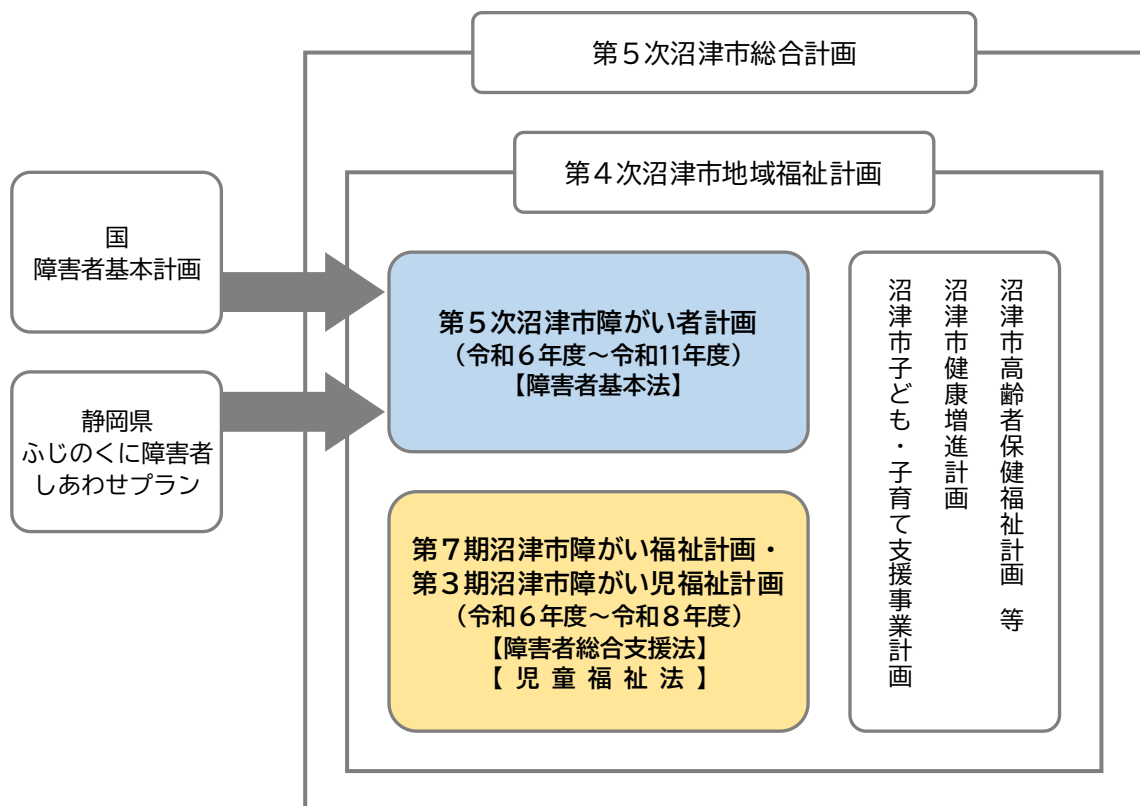 第５次沼津市総合計画
第４次沼津市地域福祉計画
国
障害者基本計画
静岡県
ふじのくに障害者
しあわせプラン
第５次沼津市障がい者計画
（令和６年度～令和11年度）
【障害者基本法】
第７期沼津市障がい福祉計画・
第３期沼津市障がい児福祉計画
（令和６年度～令和８年度）
【障害者総合支援法】
【 児 童 福 祉 法 】
沼津市高齢者保健福祉計画 等
沼津市健康増進計画
沼津市子ども・子育て支援事業計画